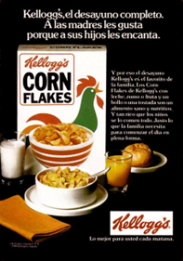 Kellogg's, el desayuno completo.
A las madres les gusta
porque a sus hijos les encanta.
Kellogg's
CORN
FLAKES
Y por eso el desayuno
Kellogg's es el favorito de
la familia. Los Corn
Flakes de Kellogg's con
leche, zumo o fruta y un
bollo o una tostada son un
alimento sano y nutritivo.
Y tan rico que los niños
se lo comen todo. Justo lo
que la familia necesita
para comenzar el día en
plena forma.
Kellogg's
Lo mejor para usted cada mañana.